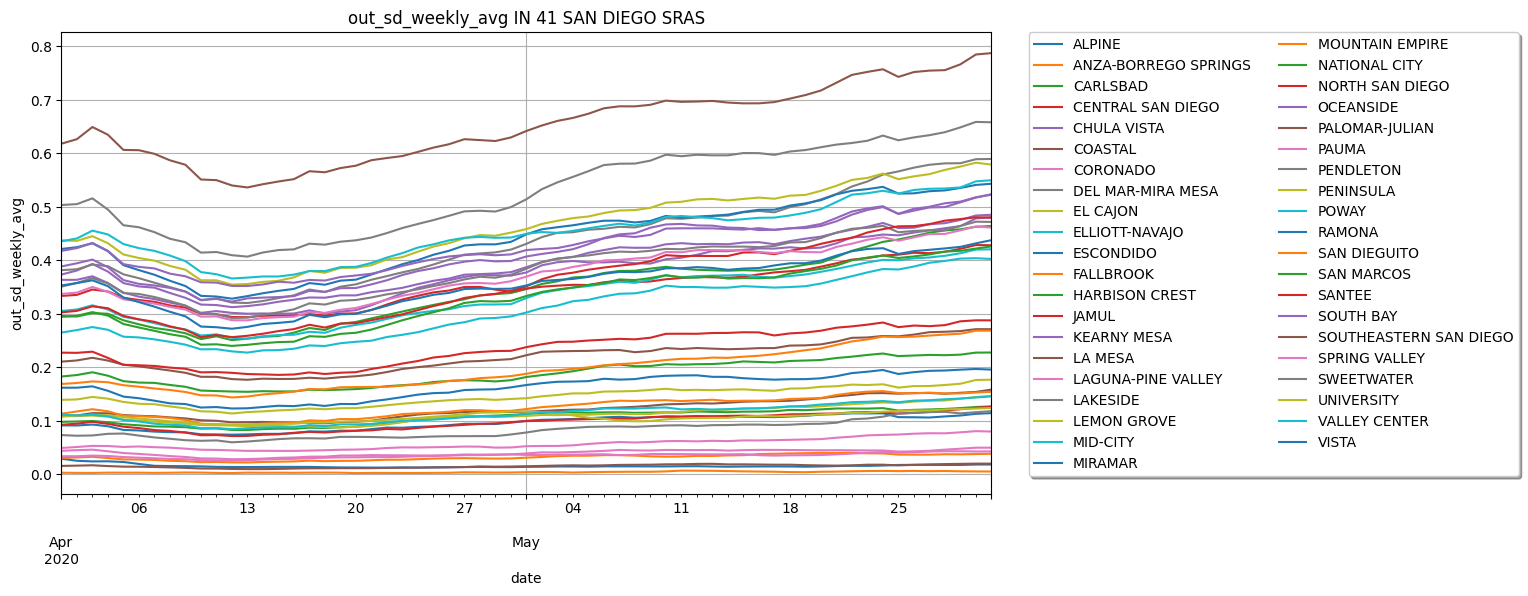 out_sd_weekly_avg IN 41 SAN DIEGO SRAS
out_sd_weekly_avg
0.8
0.7
0.6
0.5
0.4
0.3
0.2
0.1
0.0
06
13
20
27
04
11
18
25
Apr
2020
May
date
ALPINE
ANZA-BORREGO SPRINGS
CARLSBAD
CENTRAL SAN DIEGO
CHULA VISTA
COASTAL
CORONADO
DEL MAR-MIRA MESA
EL CAJON
ELLIOTT-NAVAJO
ESCONDIDO
FALLBROOK
HARBISON CREST
JAMUL
KEARNY MESA
LA MESA
LAGUNA-PINE VALLEY
LAKESIDE
LEMON GROVE
MID-CITY
MIRAMAR
MOUNTAIN EMPIRE
NATIONAL CITY
NORTH SAN DIEGO
OCEANSIDE
PALOMAR-JULIAN
PAUMA
PENDLETON
PENINSULA
POWAY
RAMONA
SAN DIEGUITO
SAN MARCOS
SANTEE
SOUTH BAY
SOUTHEASTERN SAN DIEGO
SPRING VALLEY
SWEETWATER
UNIVERSITY
VALLEY CENTER
VISTA